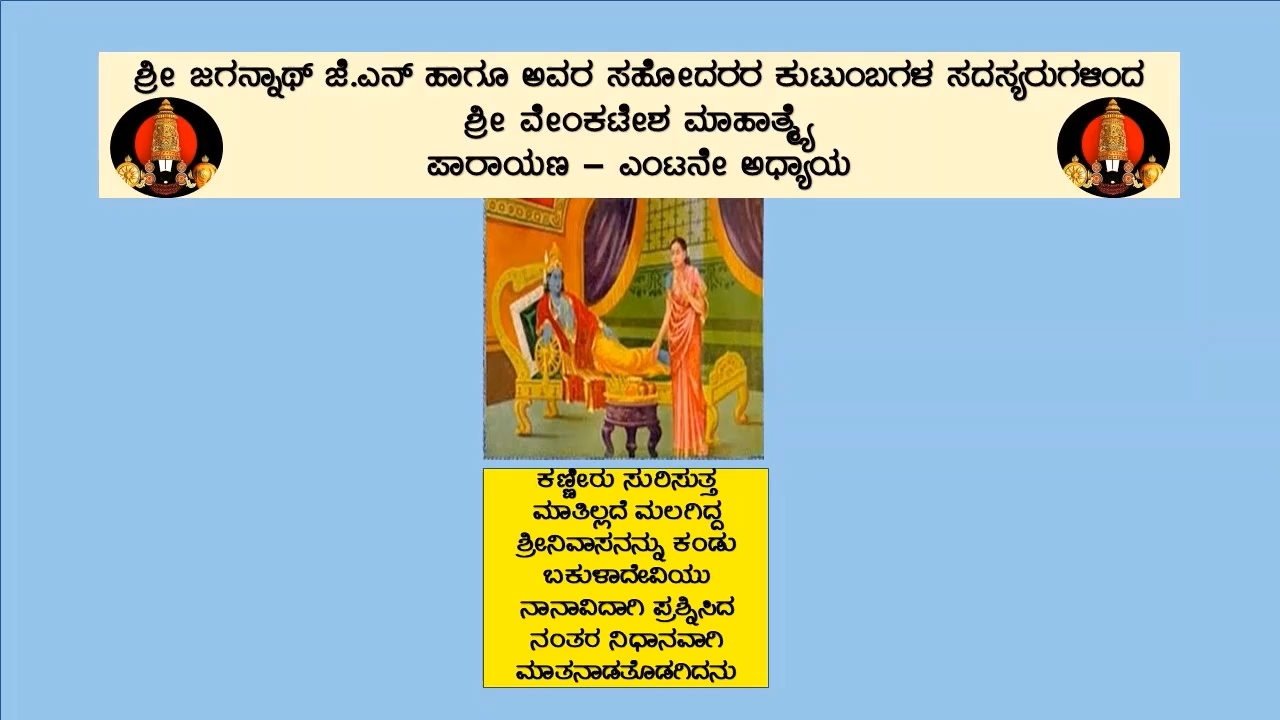 ಶ್ರೀ ಜಗನ್ನಾಥ್ ಜೆ.ಎನ್ ಹಾಗೂ ಅವರ ಸಹೋದರರ ಕುಟುಂಬಗಳ ಸದಸ್ಯರುಗಳಿಂದ
ಶ್ರೀ ವೇಂಕಟೇಶ ಮಾಹಾತ್ಮ್ಯೆ
ಪಾರಾಯಣ – ಎಂಟನೇ ಅಧ್ಯಾಯ
ಕಣ್ಣೀರು ಸುರಿಸುತ್ತ
ಮಾತಿಲ್ಲದೆ ಮಲಗಿದ್ದ
ಶ್ರೀನಿವಾಸನನ್ನು ಕಂಡು
ಬಕುಳಾದೇವಿಯು
ನಾನಾವಿದಾಗಿ ಪ್ರಶ್ನಿಸಿದ
ನಂತರ ನಿಧಾನವಾಗಿ
ಮಾತನಾಡತೊಡಗಿದನು